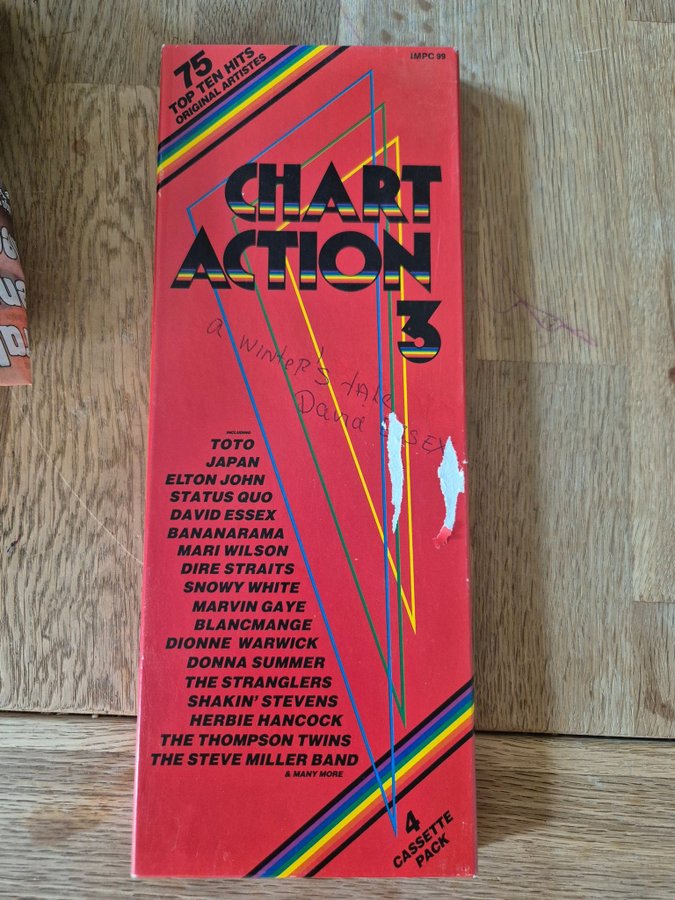 75
TOP TEN HITS
ORIGINAL ARTISTES
IMPC 99
CHART
ACTION
3
a winter's tale
David ESSEX
INCLUDING
TOTO
JAPAN
ELTON JOHN
STATUS QUO
DAVID ESSEX
BANANARAMA
MARI WILSON
DIRE STRAITS
SNOWY WHITE
MARVIN GAYE
BLANCMANGE
DIONNE WARWICK
DONNA SUMMER
THE STRANGLERS
SHAKIN' STEVENS
HERBIE HANCOCK
THE THOMPSON TWINS
THE STEVE MILLER BAND
& MANY MORE
4
CASSETTE
PACK